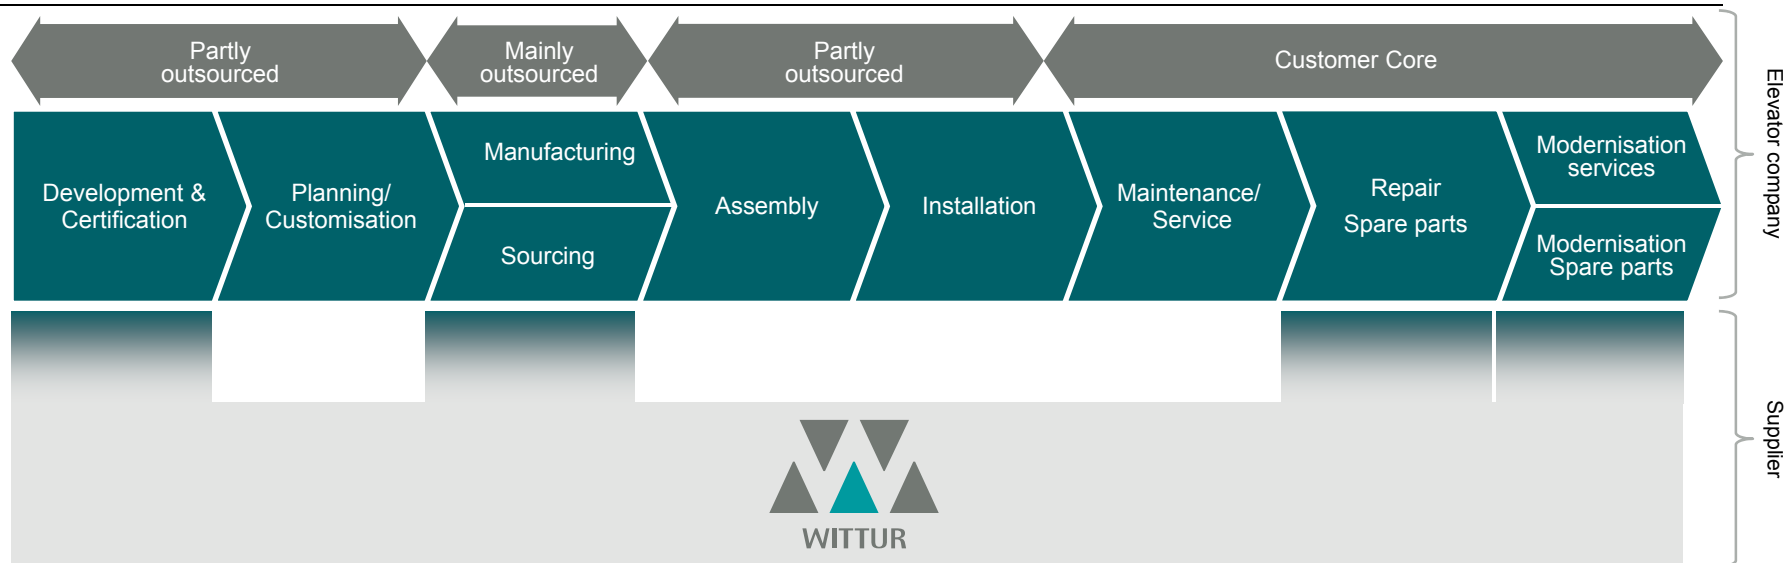 Partly
outsourced
Mainly
outsourced
Partly
outsourced
Customer Core
Development &
Certification
Planning/
Customisation
Manufacturing
Sourcing
Assembly
Installation
Maintenance/
Service
Repair
Spare parts
Modernisation
services
Modernisation
Spare parts
Elevator company
Supplier
WITTUR